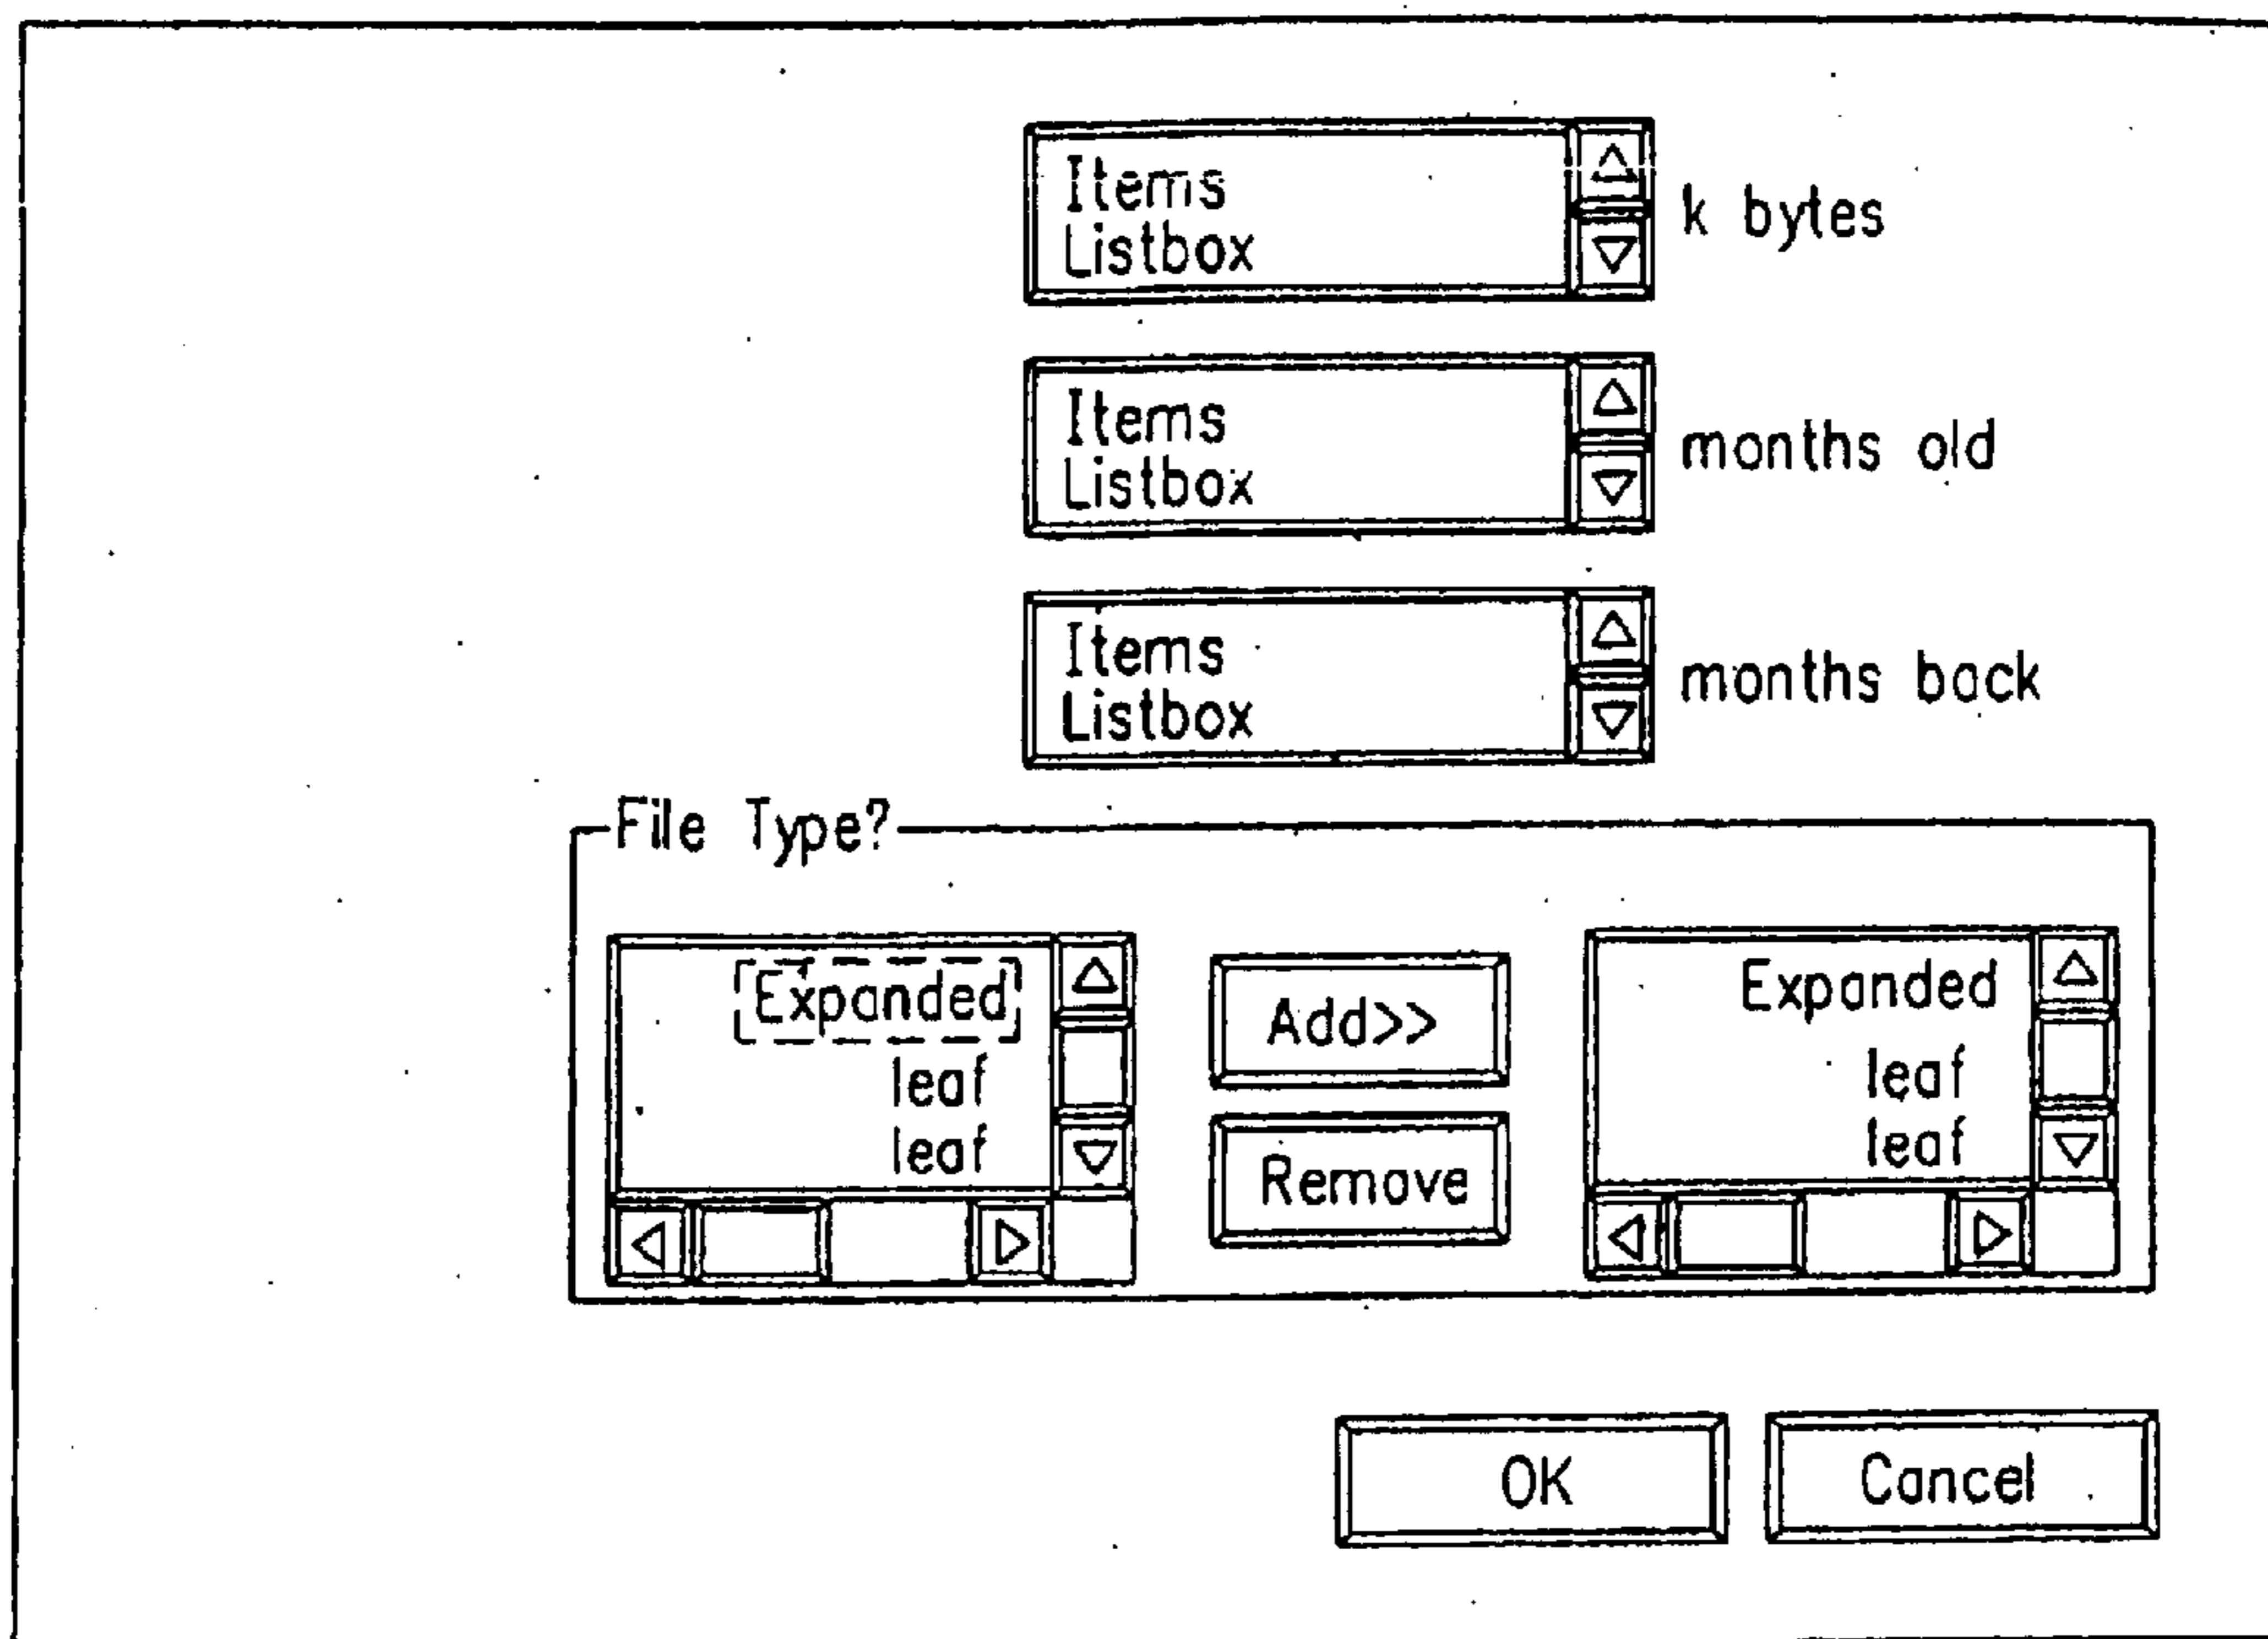 Items
Listbox
k bytes
Items
Listbox
months old
Items
Listbox
months back
File Type?
Expanded
leaf
leaf
Add>>
Remove
Expanded
leaf
leaf
OK
Cancel